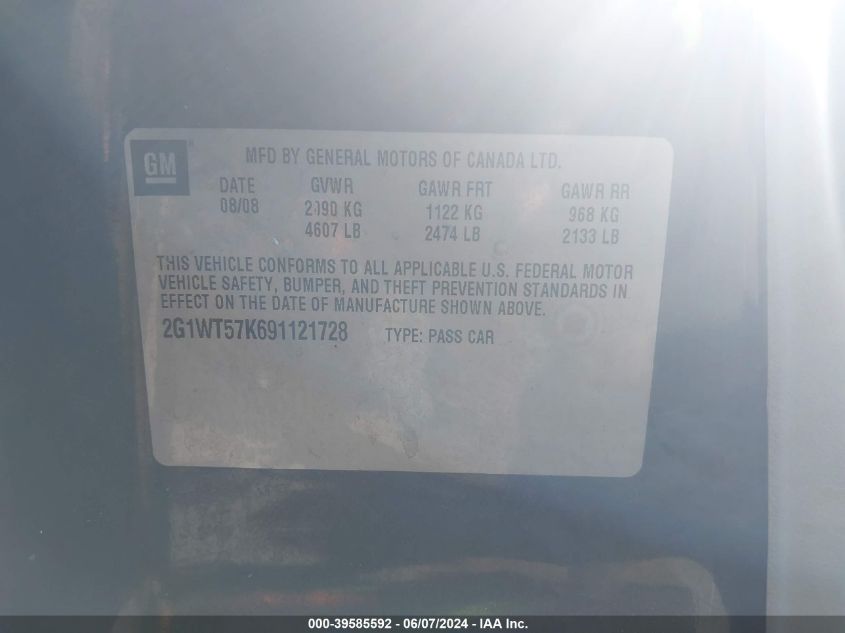 GM
MFD BY GENERAL MOTORS OF CANADA LTD.
DATE GVWR GAWR FRT GAWR RR
08/08 2090 KG 1122 KG 968 KG
4607 LB 2474 LB 2133 LB
THIS VEHICLE CONFORMS TO ALL APPLICABLE U.S. FEDERAL MOTOR
VEHICLE SAFETY, BUMPER, AND THEFT PREVENTION STANDARDS IN
EFFECT ON THE DATE OF MANUFACTURE SHOWN ABOVE.
2G1WT57K691121728 TYPE: PASS CAR
000-39585592 - 06/07/2024 - IAA Inc.